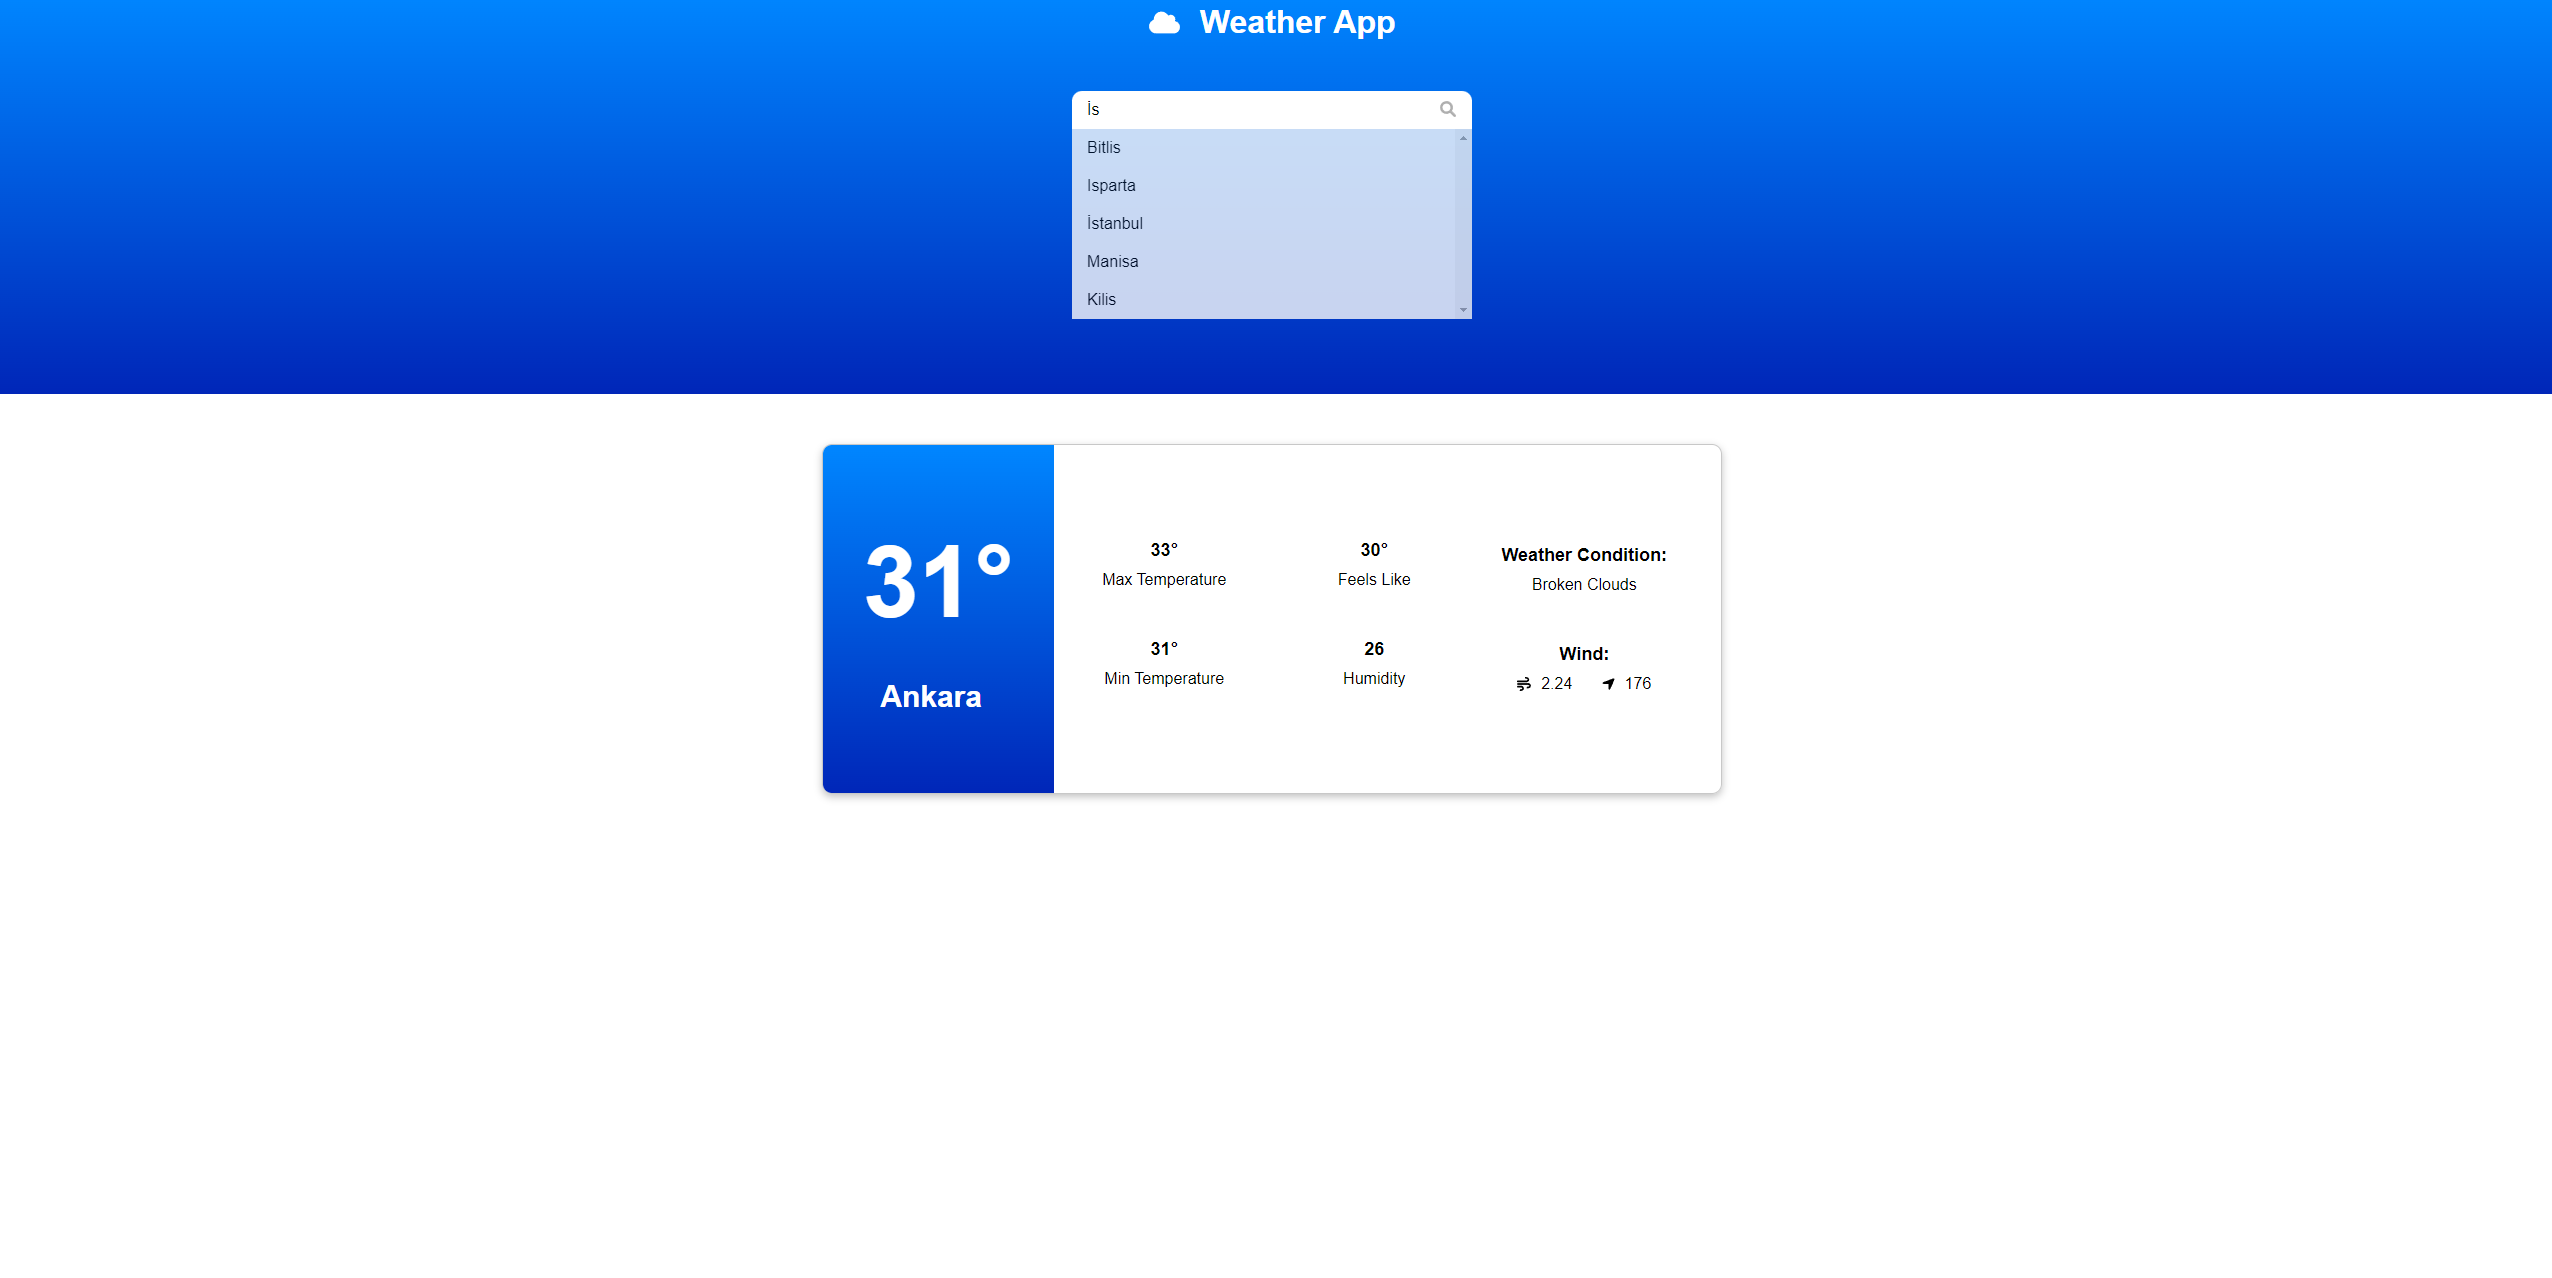 Weather App
İs
Bitlis
Isparta
İstanbul
Manisa
Kilis
31°
Ankara
33°
Max Temperature
30°
Feels Like
Weather Condition:
Broken Clouds
31°
Min Temperature
26
Humidity
Wind:
2.24 176